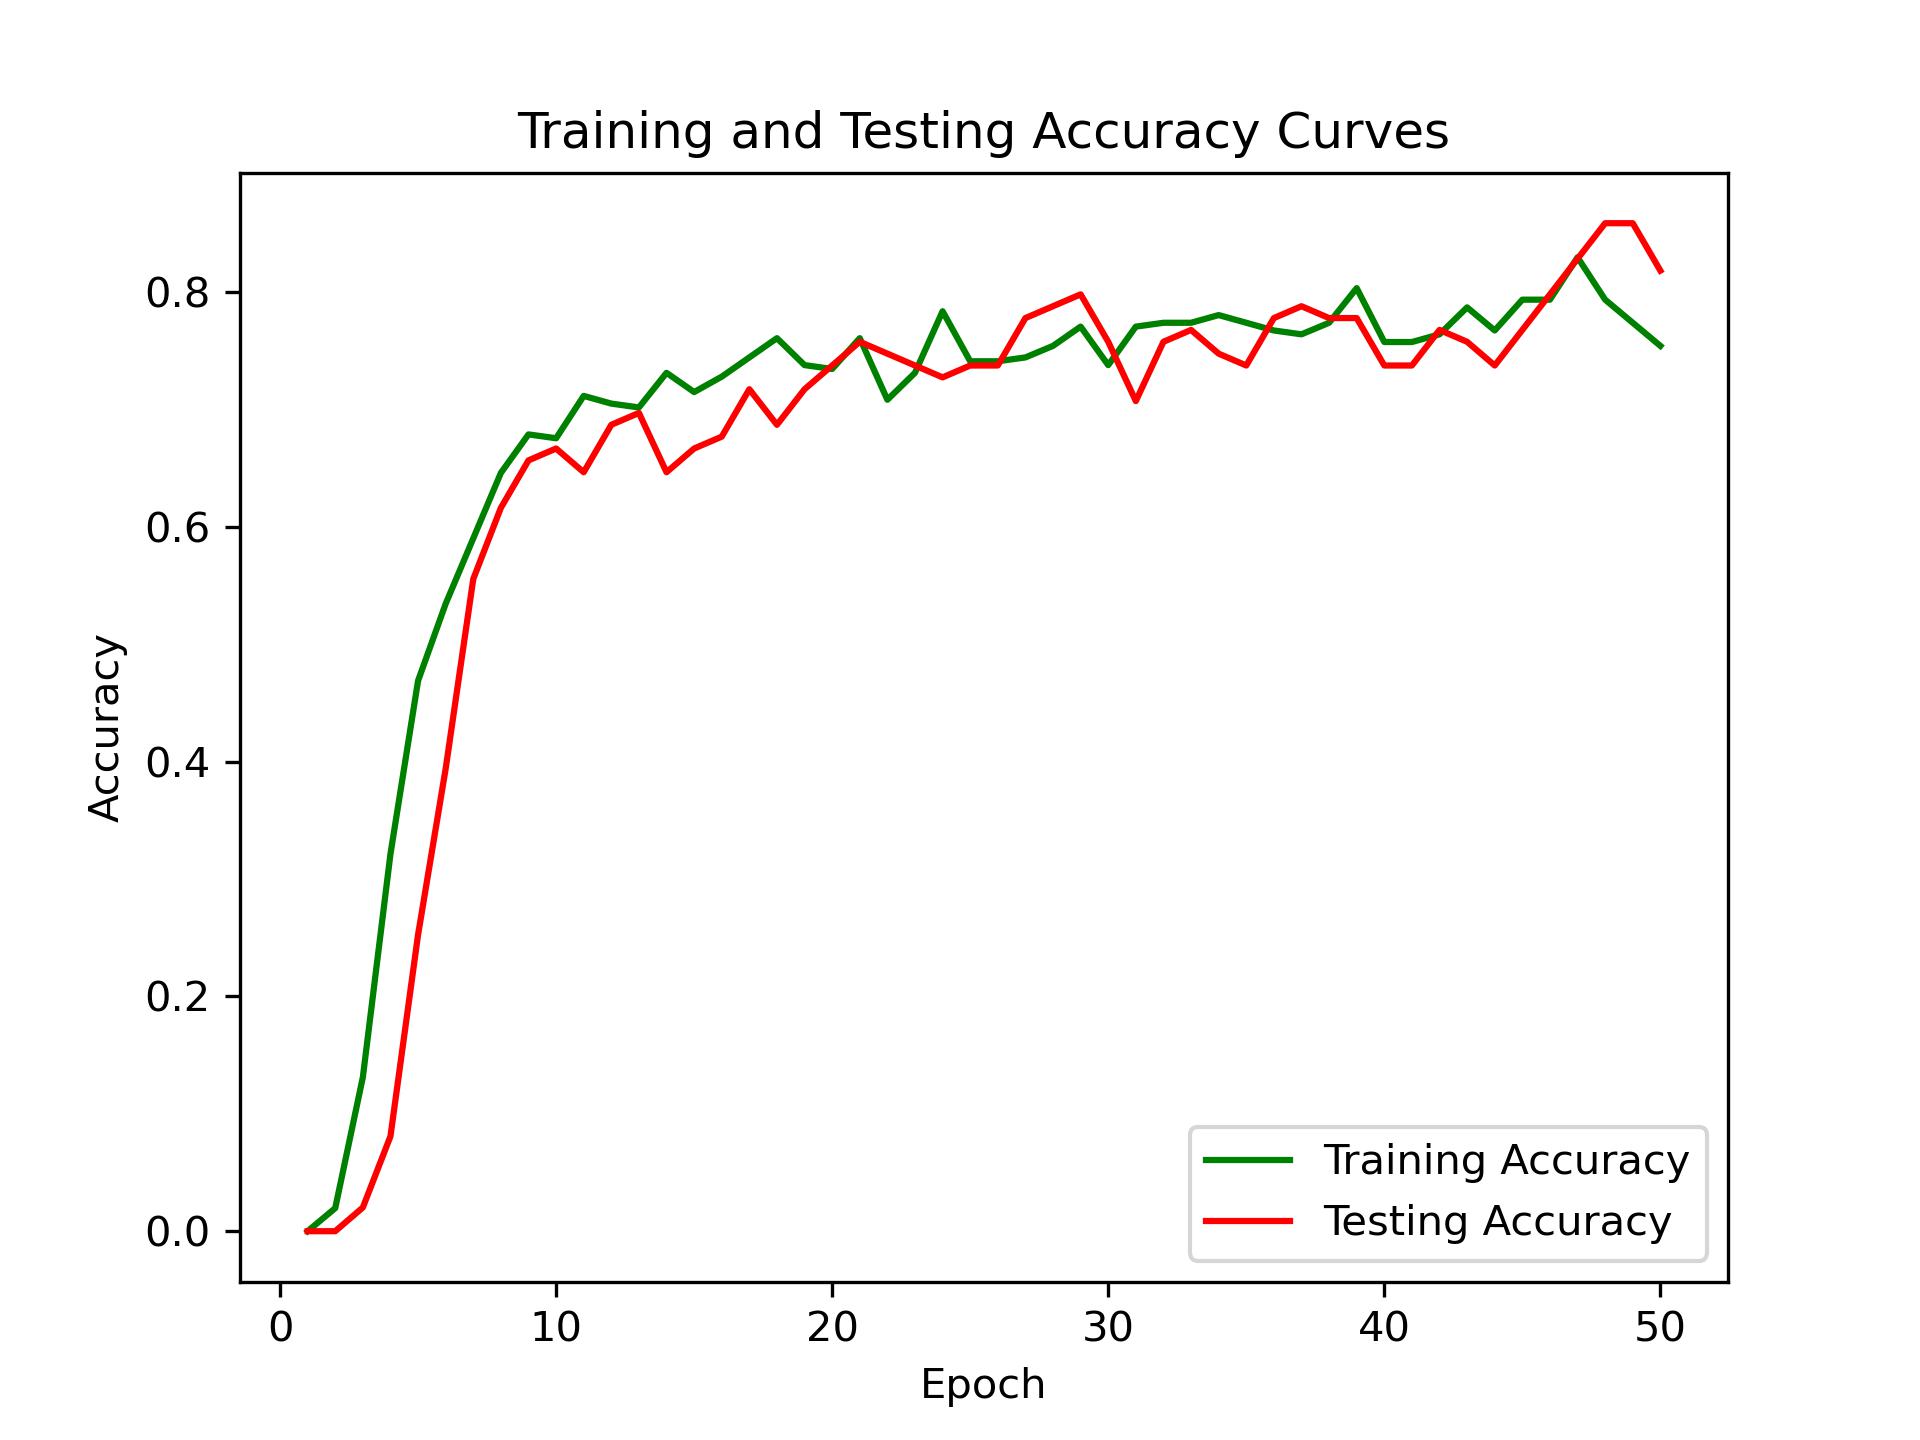 Training and Testing Accuracy Curves
0.8
0.6
0.4
0.2
0.0
Accuracy
0 10 20 30 40 50
Epoch
Training Accuracy
Testing Accuracy